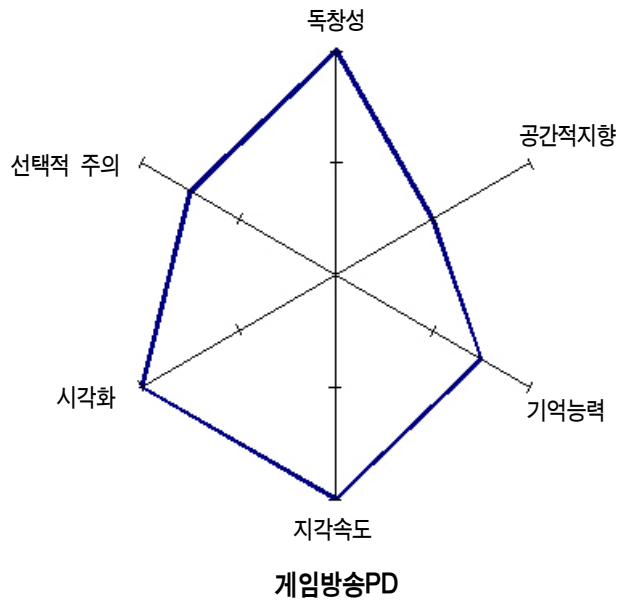 독창성
공간적지향
선택적 주의
시각화
기억능력
지각속도
게임방송PD